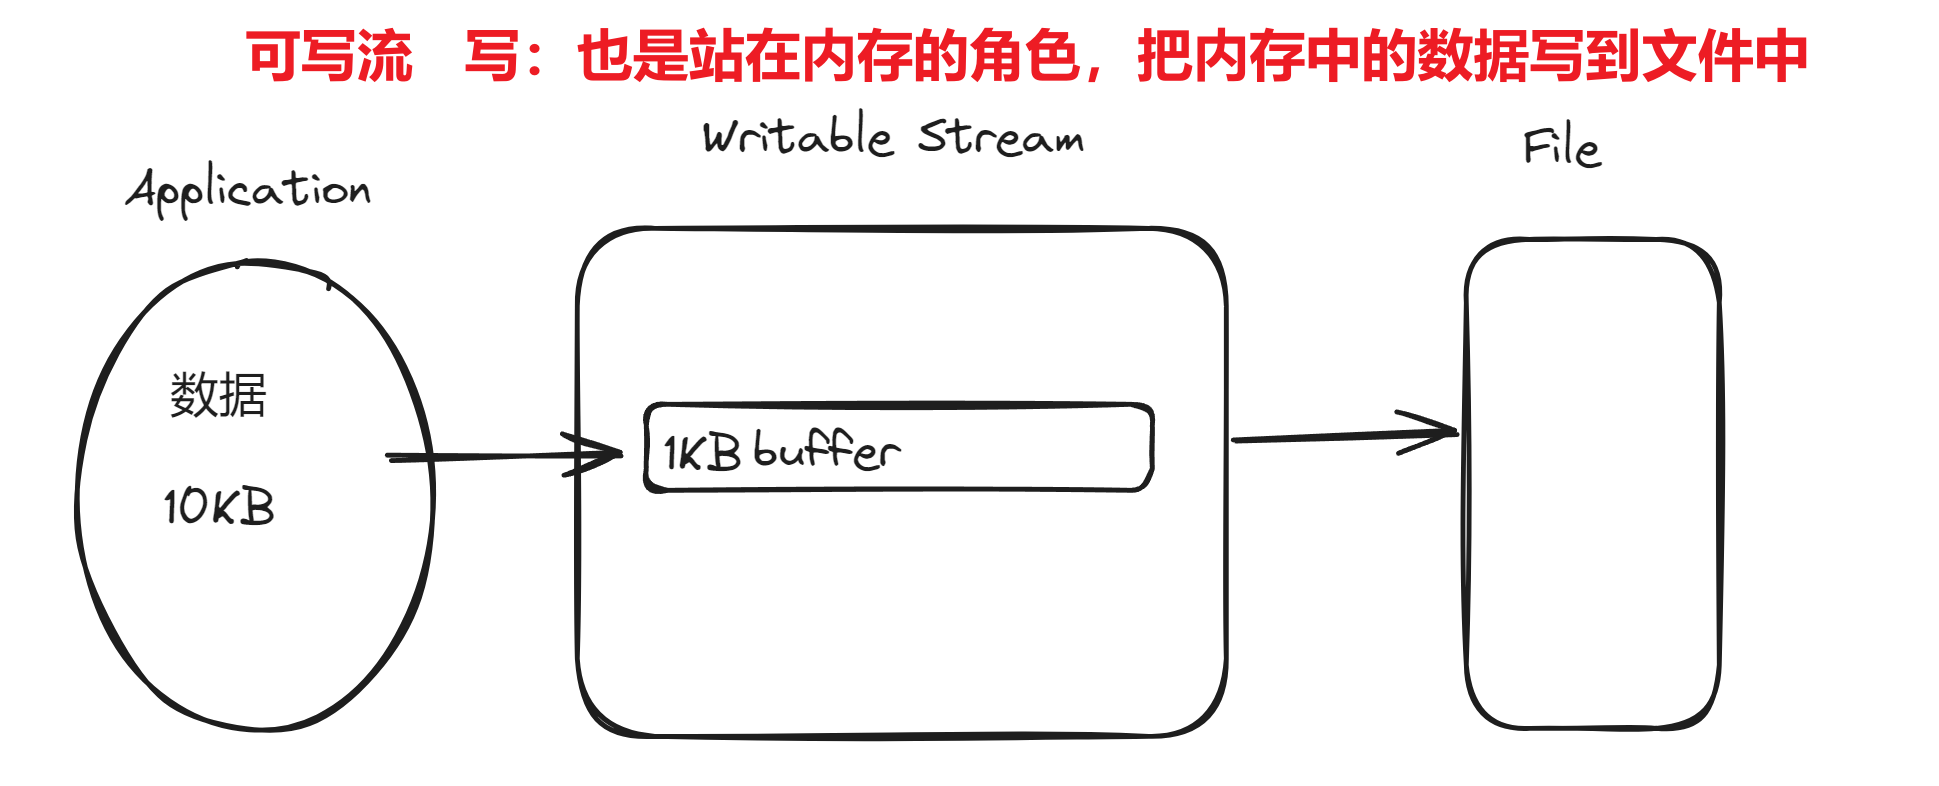 可写流 写：也是站在内存的角色，把内存中的数据写到文件中
Writable Stream
File
Application
数据
1KB buffer
10KB